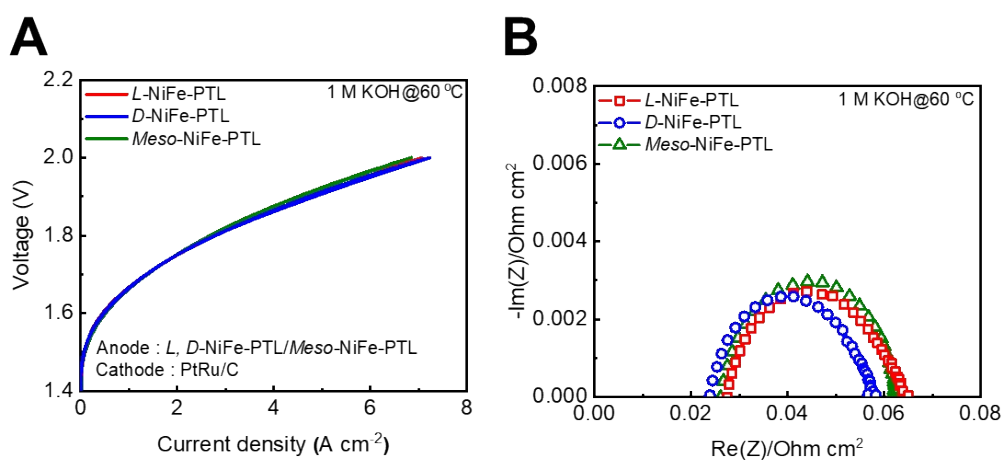 A
2.2
2.0
1.8
1.6
1.4
Voltage (V)
L-NiFe-PTL
D-NiFe-PTL
Meso-NiFe-PTL
1 M KOH@60 °C
Anode : L, D-NiFe-PTL/Meso-NiFe-PTL
Cathode : PtRu/C
0 2 4 6 8
Current density (A cm⁻²)
B
0.008
0.006
0.004
0.002
0.000
-Im(Z)/Ohm cm²
L-NiFe-PTL
D-NiFe-PTL
Meso-NiFe-PTL
1 M KOH@60 °C
0.00 0.02 0.04 0.06 0.08
Re(Z)/Ohm cm²